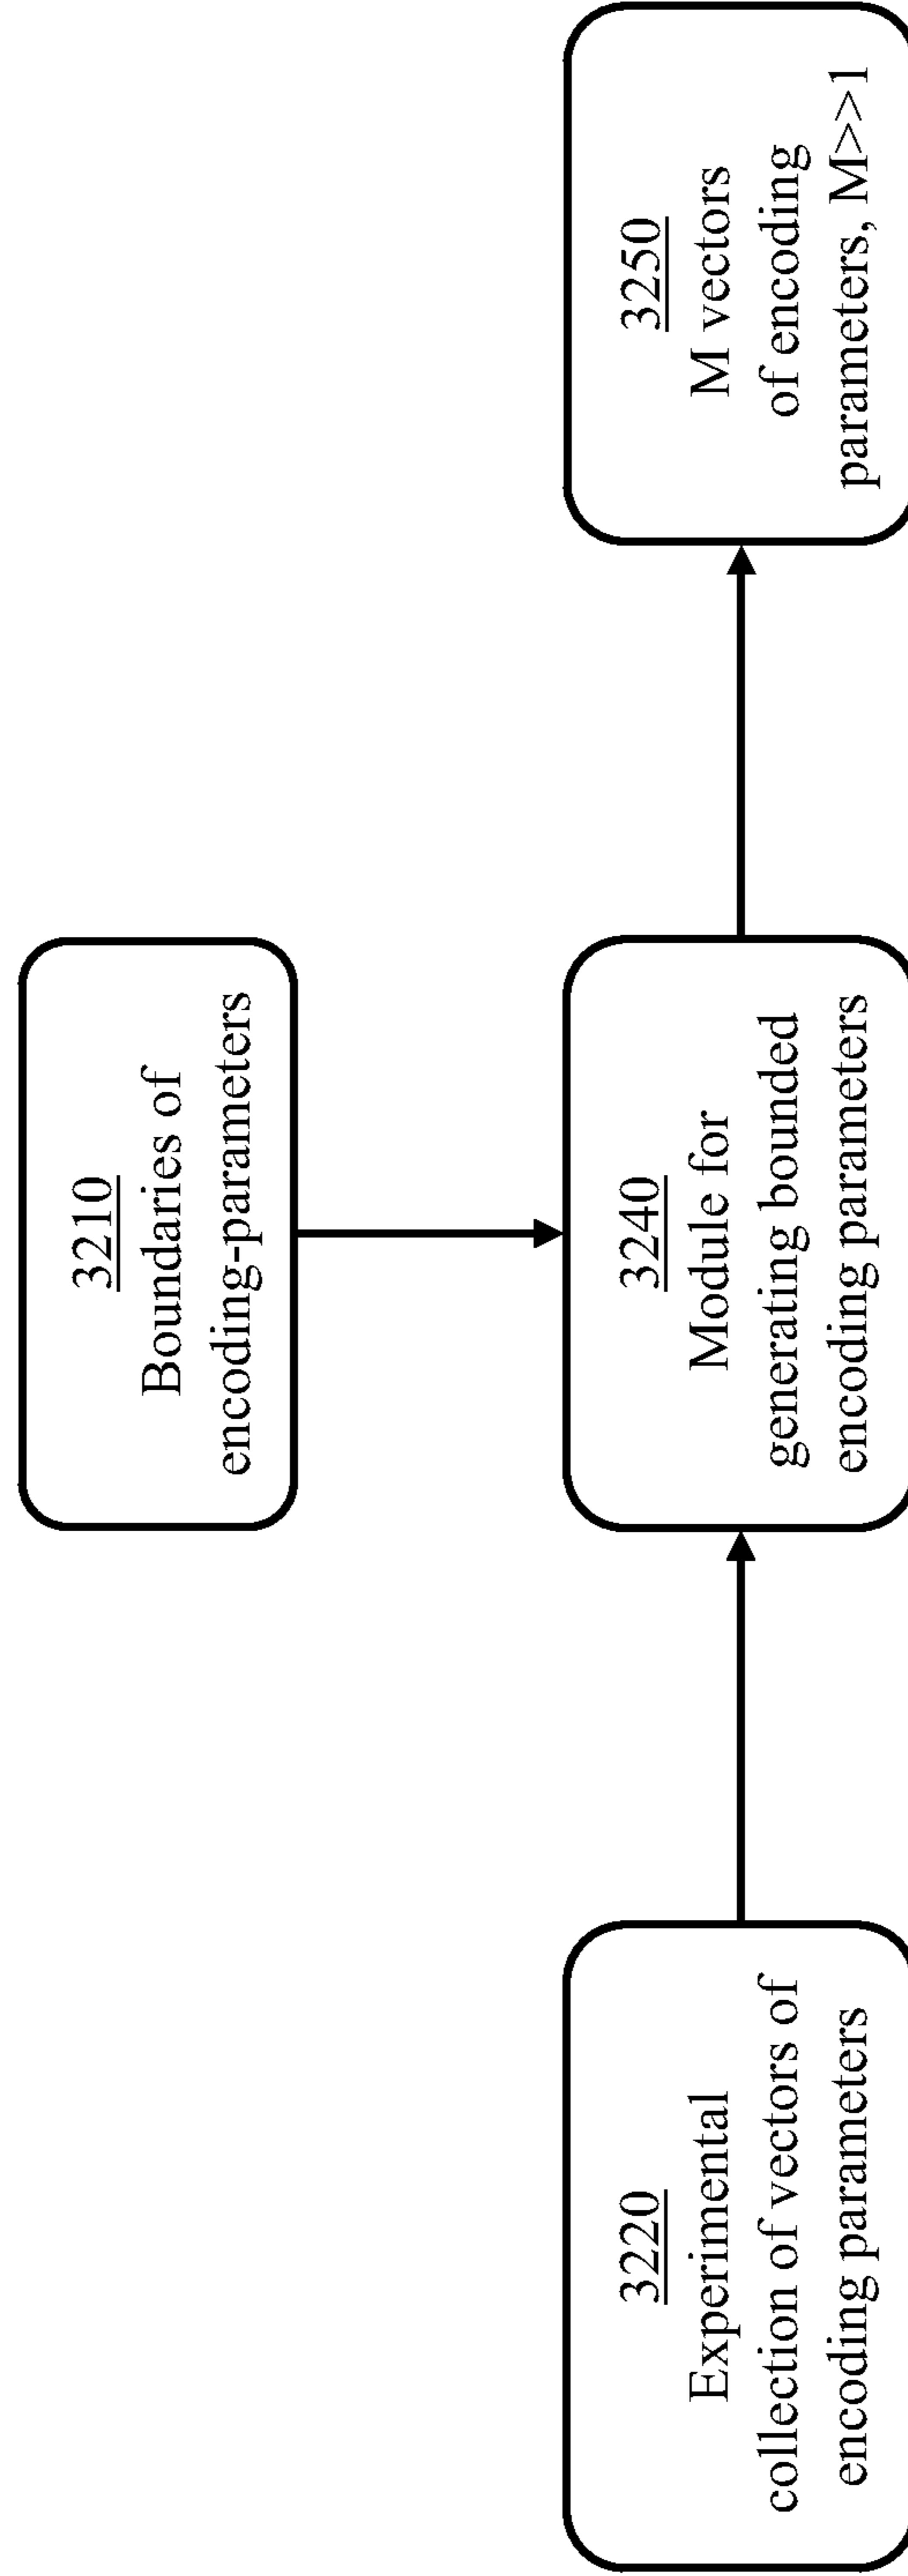 3210
Boundaries of
encoding-parameters
3220
Experimental
collection of vectors of
encoding parameters
3240
Module for
generating bounded
encoding parameters
3250
M vectors
of encoding
parameters, M>>1